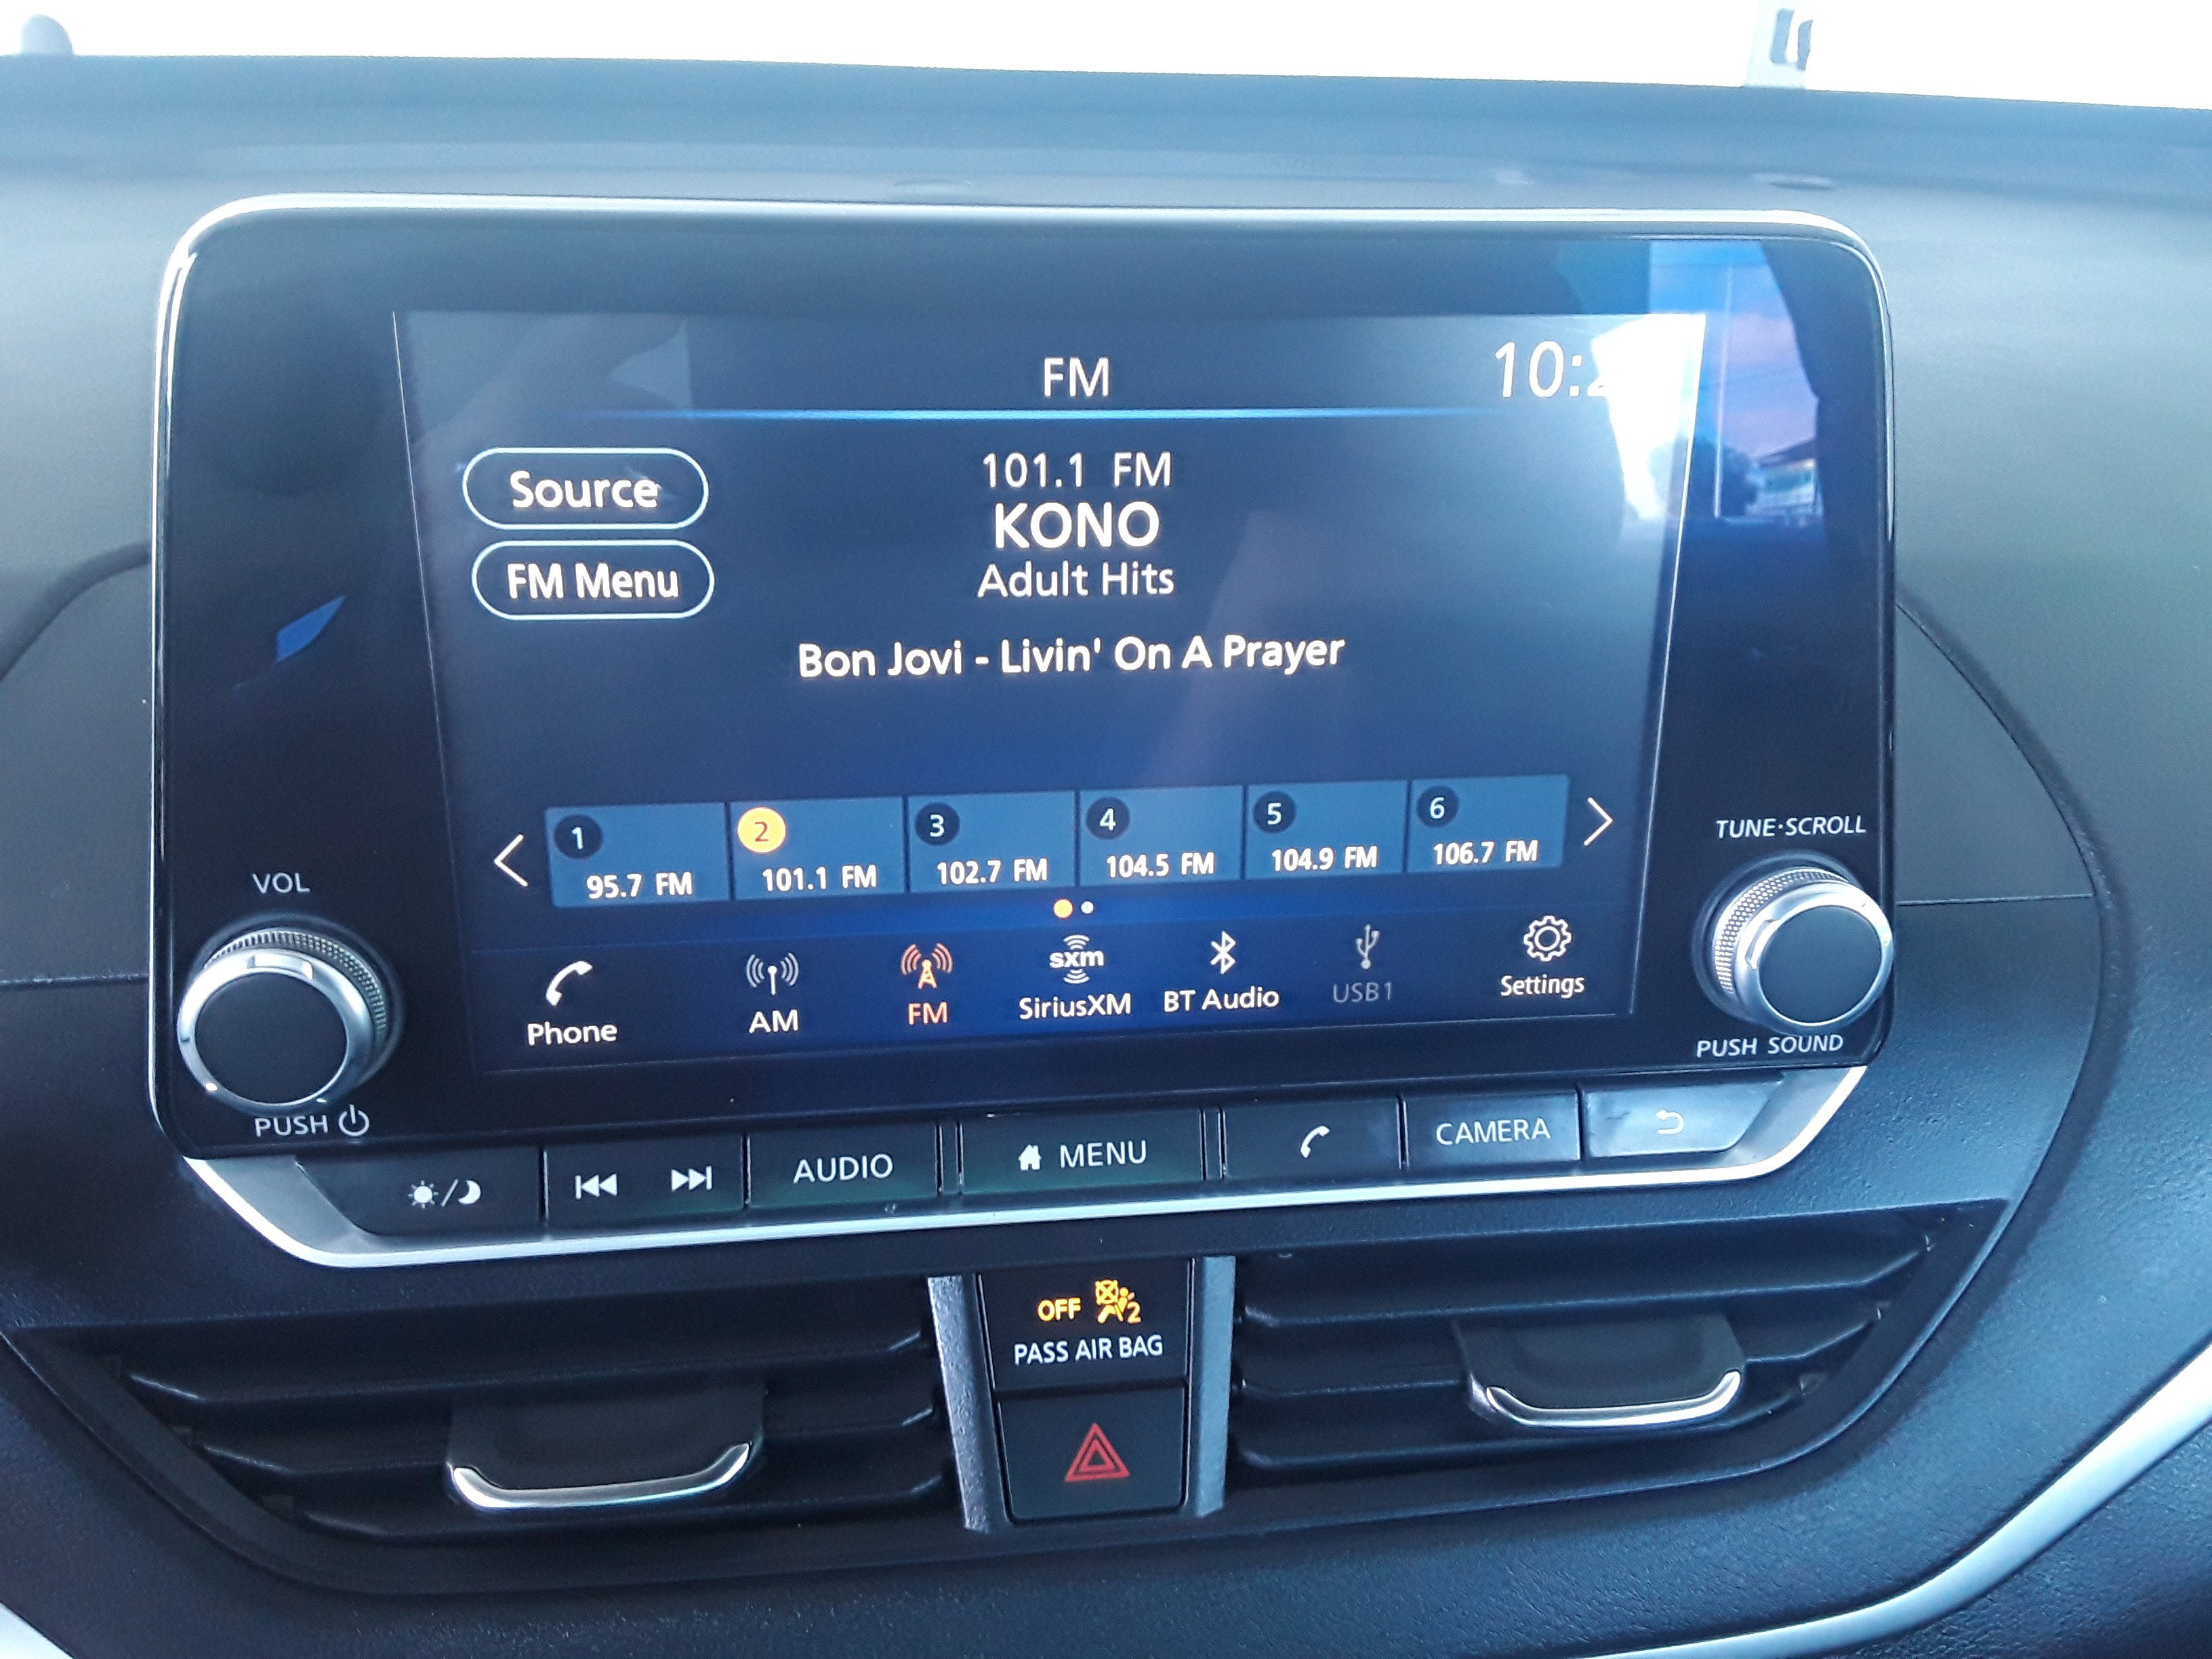 FM
10:2
Source
FM Menu
101.1 FM
KONO
Adult Hits
Bon Jovi - Livin' On A Prayer
1
95.7 FM
2
101.1 FM
3
102.7 FM
4
104.5 FM
5
104.9 FM
6
106.7 FM
Phone
AM
FM
sxm
SiriusXM
BT Audio
USB1
Settings
VOL
PUSH
TUNE·SCROLL
PUSH SOUND
AUDIO
MENU
CAMERA
OFF
2
PASS AIR BAG